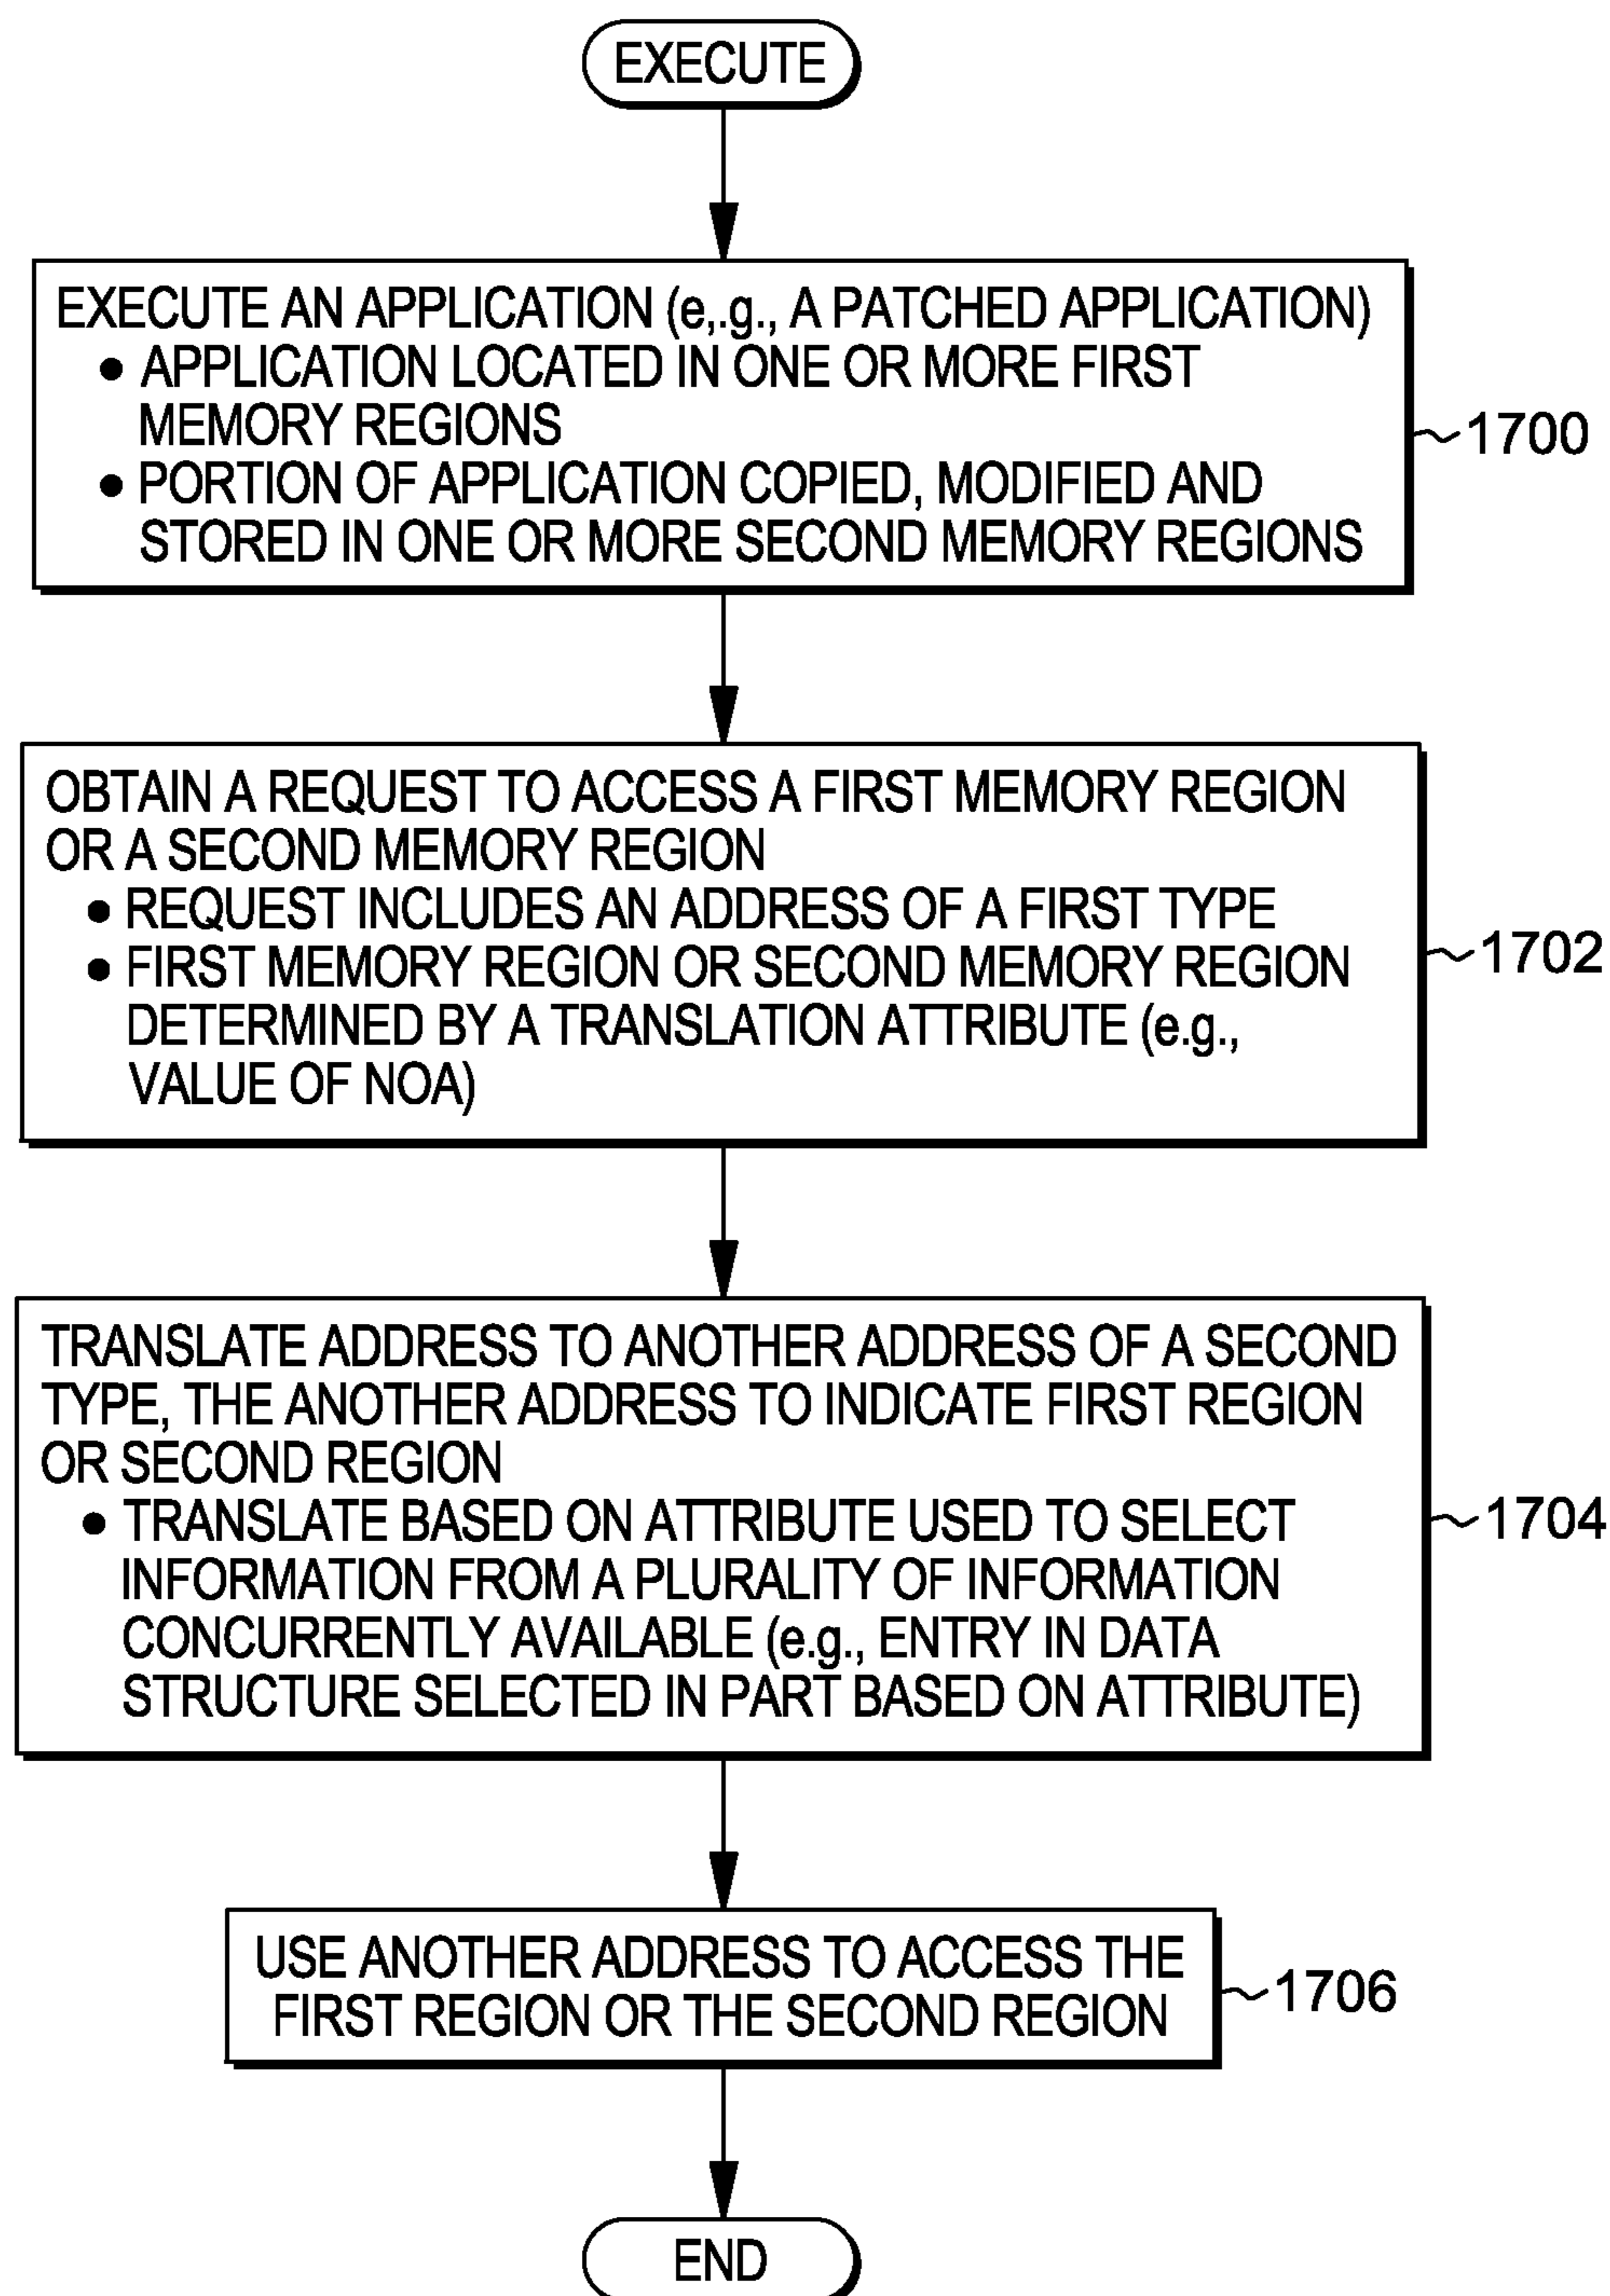 EXECUTE
EXECUTE AN APPLICATION (e,.g., A PATCHED APPLICATION)
● APPLICATION LOCATED IN ONE OR MORE FIRST
MEMORY REGIONS
● PORTION OF APPLICATION COPIED, MODIFIED AND
STORED IN ONE OR MORE SECOND MEMORY REGIONS
1700
OBTAIN A REQUEST TO ACCESS A FIRST MEMORY REGION
OR A SECOND MEMORY REGION
● REQUEST INCLUDES AN ADDRESS OF A FIRST TYPE
● FIRST MEMORY REGION OR SECOND MEMORY REGION
DETERMINED BY A TRANSLATION ATTRIBUTE (e.g.,
VALUE OF NOA)
1702
TRANSLATE ADDRESS TO ANOTHER ADDRESS OF A SECOND
TYPE, THE ANOTHER ADDRESS TO INDICATE FIRST REGION
OR SECOND REGION
● TRANSLATE BASED ON ATTRIBUTE USED TO SELECT
INFORMATION FROM A PLURALITY OF INFORMATION
CONCURRENTLY AVAILABLE (e.g., ENTRY IN DATA
STRUCTURE SELECTED IN PART BASED ON ATTRIBUTE)
1704
USE ANOTHER ADDRESS TO ACCESS THE
FIRST REGION OR THE SECOND REGION
1706
END